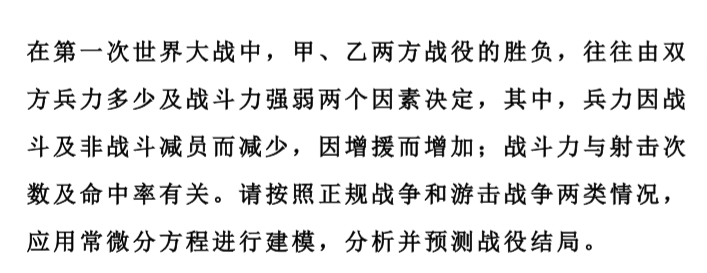 在第一次世界大战中，甲、乙两方战役的胜负，往往由双
方兵力多少及战斗力强弱两个因素决定，其中，兵力因战
斗及非战斗减员而减少，因增援而增加；战斗力与射击次
数及命中率有关。请按照正规战争和游击战争两类情况，
应用常微分方程进行建模，分析并预测战役结局。